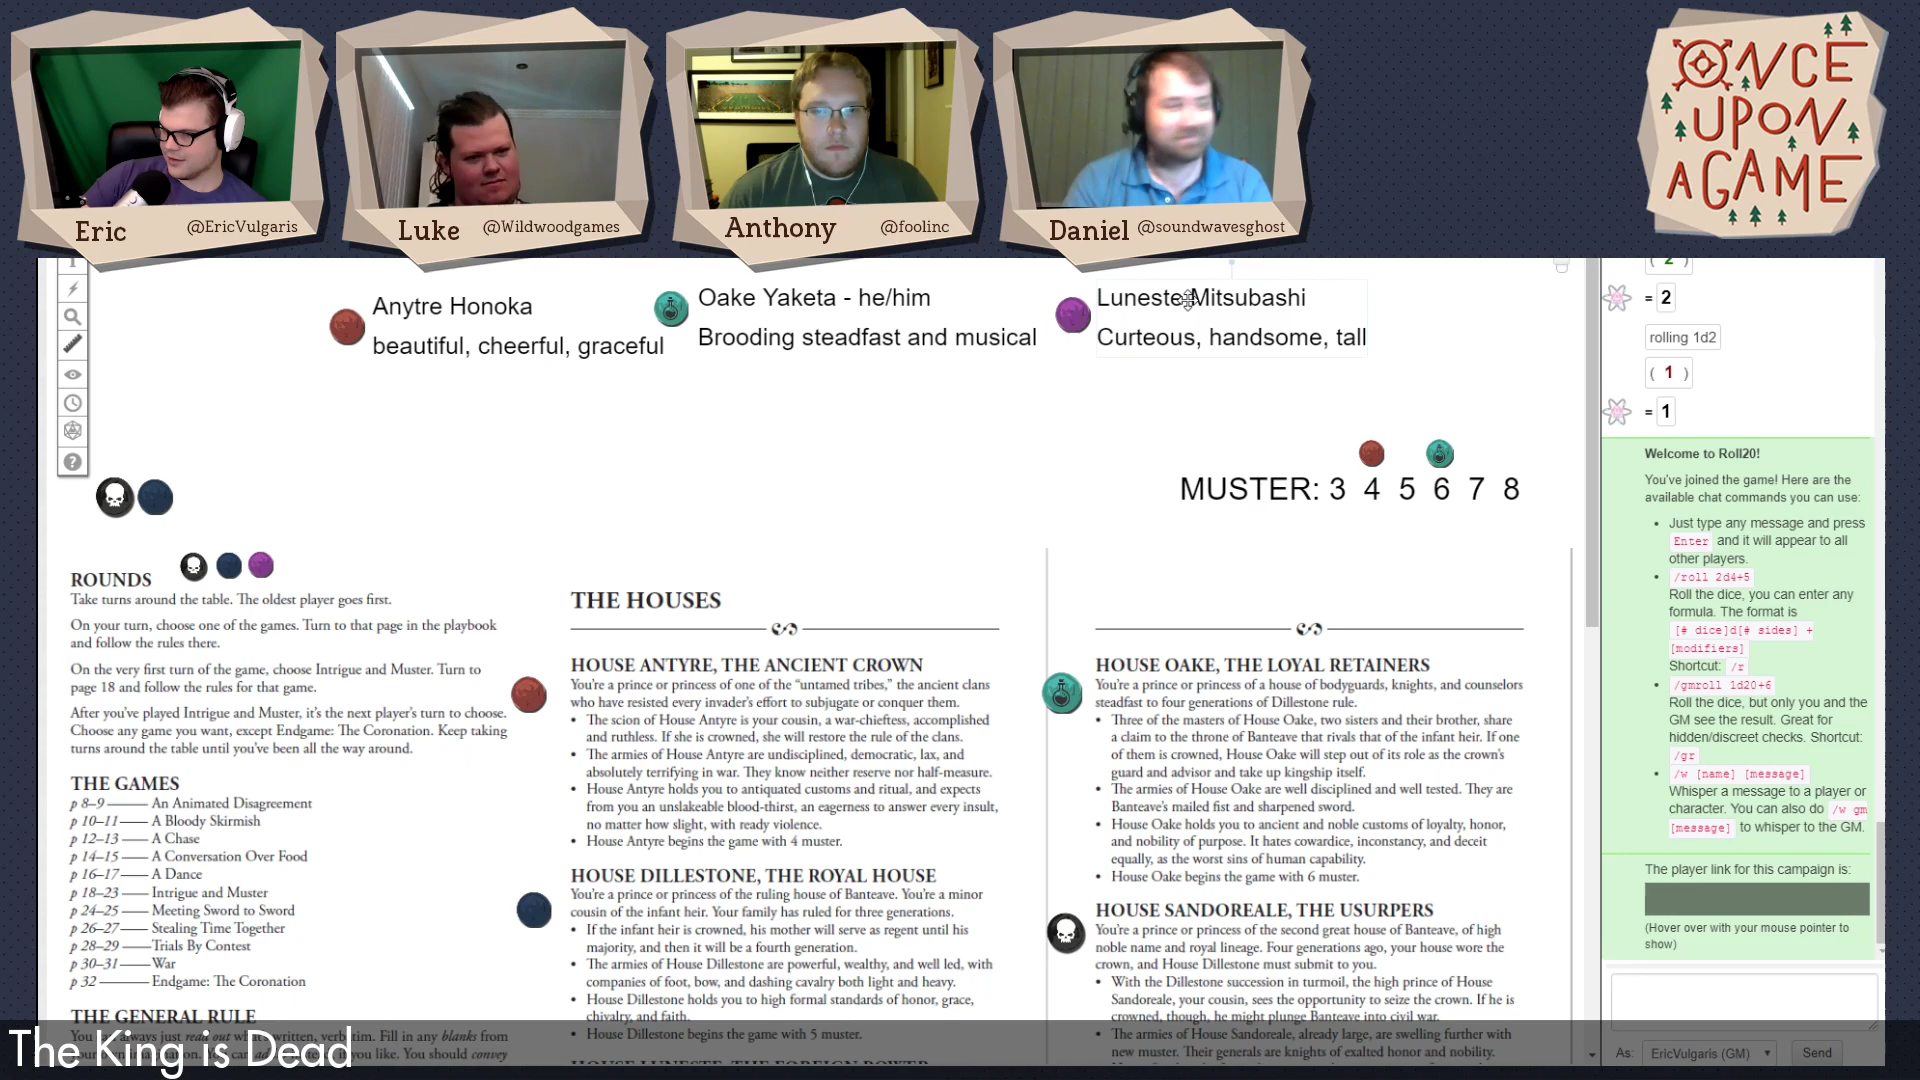 Eric @EricVulgaris
Luke @Wildwoodgames
Anthony @foolinc
Daniel @soundwavesghost
ONCE
UPON
A GAME
Anytre Honoka
beautiful, cheerful, graceful
Oake Yaketa - he/him
Brooding steadfast and musical
Luneste Mitsubashi
Curteous, handsome, tall
MUSTER: 3 4 5 6 7 8
ROUNDS
Take turns around the table. The oldest player goes first.
On your turn, choose one of the games. Turn to that page in the playbook
and follow the rules there.
On the very first turn of the game, choose Intrigue and Muster. Turn to
page 18 and follow the rules for that game.
After you've played Intrigue and Muster, it's the next player's turn to choose.
Choose any game you want, except Endgame: The Coronation. Keep taking
turns around the table until you've been all the way around.
THE GAMES
p 8–9 —— An Animated Disagreement
p 10–11 —— A Bloody Skirmish
p 12–13 —— A Chase
p 14–15 —— A Conversation Over Food
p 16–17 —— A Dance
p 18–23 —— Intrigue and Muster
p 24–25 —— Meeting Sword to Sword
p 26–27 —— Stealing Time Together
p 28–29 —— Trials By Contest
p 30–31 —— War
p 32 —— Endgame: The Coronation
THE GENERAL RULE
You always just read out what's written, verbatim. Fill in any blanks from
THE HOUSES
HOUSE ANTYRE, THE ANCIENT CROWN
You're a prince or princess of one of the “untamed tribes,” the ancient clans
who have resisted every invader's effort to subjugate or conquer them.
• The scion of House Antyre is your cousin, a war-chieftess, accomplished
and ruthless. If she is crowned, she will restore the rule of the clans.
• The armies of House Antyre are undisciplined, democratic, lax, and
absolutely terrifying in war. They know neither reserve nor half-measure.
• House Antyre holds you to antiquated customs and ritual, and expects
from you an unslakeable blood-thirst, an eagerness to answer every insult,
no matter how slight, with ready violence.
• House Antyre begins the game with 4 muster.
HOUSE DILLESTONE, THE ROYAL HOUSE
You're a prince or princess of the ruling house of Banteave. You're a minor
cousin of the infant heir. Your family has ruled for three generations.
• If the infant heir is crowned, his mother will serve as regent until his
majority, and then it will be a fourth generation.
• The armies of House Dillestone are powerful, wealthy, and well led, with
companies of foot, bow, and dashing cavalry both light and heavy.
• House Dillestone holds you to high formal standards of honor, grace,
chivalry, and faith.
• House Dillestone begins the game with 5 muster.
HOUSE OAKE, THE LOYAL RETAINERS
You're a prince or princess of a house of bodyguards, knights, and counselors
steadfast to four generations of Dillestone rule.
• Three of the masters of House Oake, two sisters and their brother, share
a claim to the throne of Banteave that rivals that of the infant heir. If one
of them is crowned, House Oake will step out of its role as the crown's
guard and advisor and take up kingship itself.
• The armies of House Oake are well disciplined and well tested. They are
Banteave's mailed fist and sharpened sword.
• House Oake holds you to ancient and noble customs of loyalty, honor,
and nobility of purpose. It hates cowardice, inconstancy, and deceit
equally, as the worst sins of human capability.
• House Oake begins the game with 6 muster.
HOUSE SANDOREALE, THE USURPERS
You're a prince or princess of the second great house of Banteave, of high
noble name and royal lineage. Four generations ago, your house wore the
crown, and House Dillestone must submit to you.
• With the Dillestone succession in turmoil, the high prince of House
Sandoreale, your cousin, sees the opportunity to seize the crown. If he is
crowned, though, he might plunge Banteave into civil war.
• The armies of House Sandoreale, already large, are swelling further with
new muster. Their generals are knights of exalted honor and nobility.
( 2 )
= 2
rolling 1d2
( 1 )
= 1
Welcome to Roll20!
You've joined the game! Here are the
available chat commands you can use:
• Just type any message and press
Enter and it will appear to all
other players.
• /roll 2d4+5
Roll the dice, you can enter any
formula. The format is
[# dice]d[# sides] +
[modifiers]
Shortcut: /r
• /gmroll 1d20+6
Roll the dice, but only you and the
GM see the result. Great for
hidden/discreet checks. Shortcut:
/gr
• /w [name] [message]
Whisper a message to a player or
character. You can also do /w gm
[message] to whisper to the GM.
The player link for this campaign is:
(Hover over with your mouse pointer to
show)
As: EricVulgaris (GM) Send
The King is Dead